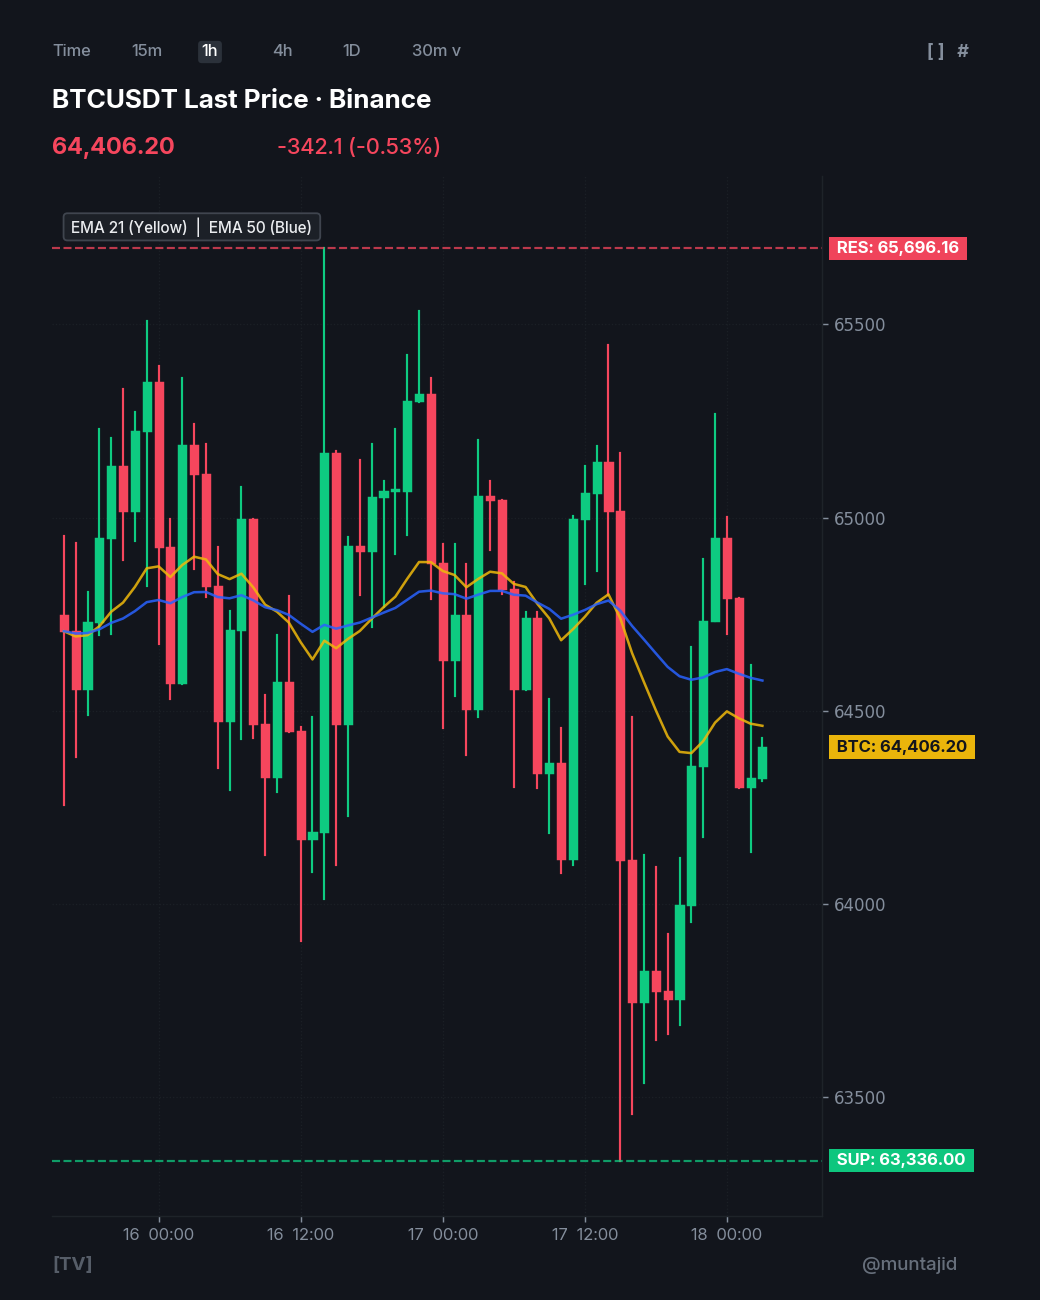 Time 15m 1h 4h 1D 30m v [ ] #
BTCUSDT Last Price · Binance
64,406.20 -342.1 (-0.53%)
EMA 21 (Yellow) | EMA 50 (Blue)
RES: 65,696.16
65500
65000
64500
BTC: 64,406.20
64000
63500
SUP: 63,336.00
16 00:00 16 12:00 17 00:00 17 12:00 18 00:00
[TV] @muntajid